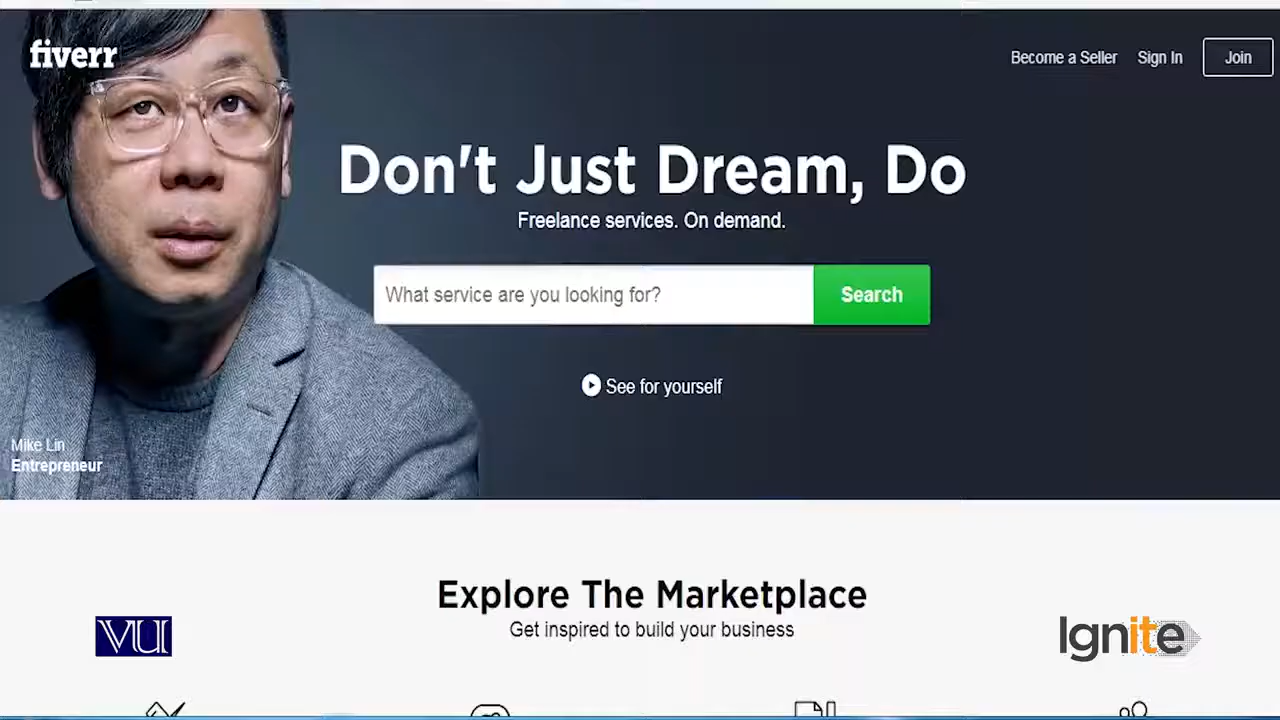 fiverr
Become a Seller Sign In Join
Don't Just Dream, Do
Freelance services. On demand.
What service are you looking for? Search
See for yourself
Mike Lin
Entrepreneur
Explore The Marketplace
Get inspired to build your business
VU
Ignite